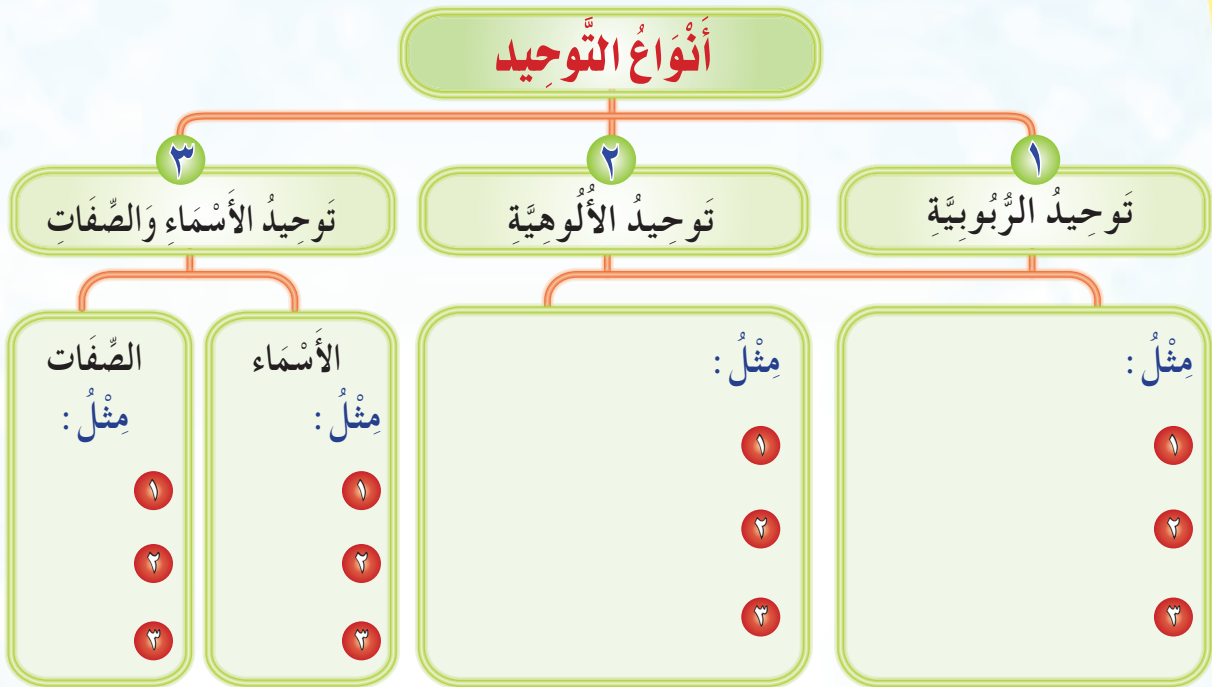 أَنْوَاعُ التَّوحِيد
١
تَوحِيدُ الرُّبُوبِيَّةِ
٢
تَوحِيدُ الأُلُوهِيَّةِ
٣
تَوحِيدُ الأَسْمَاءِ وَالصِّفَاتِ
مِثْلُ :
١
٢
٣
مِثْلُ :
١
٢
٣
الأَسْمَاء
مِثْلُ :
١
٢
٣
الصِّفَات
مِثْلُ :
١
٢
٣